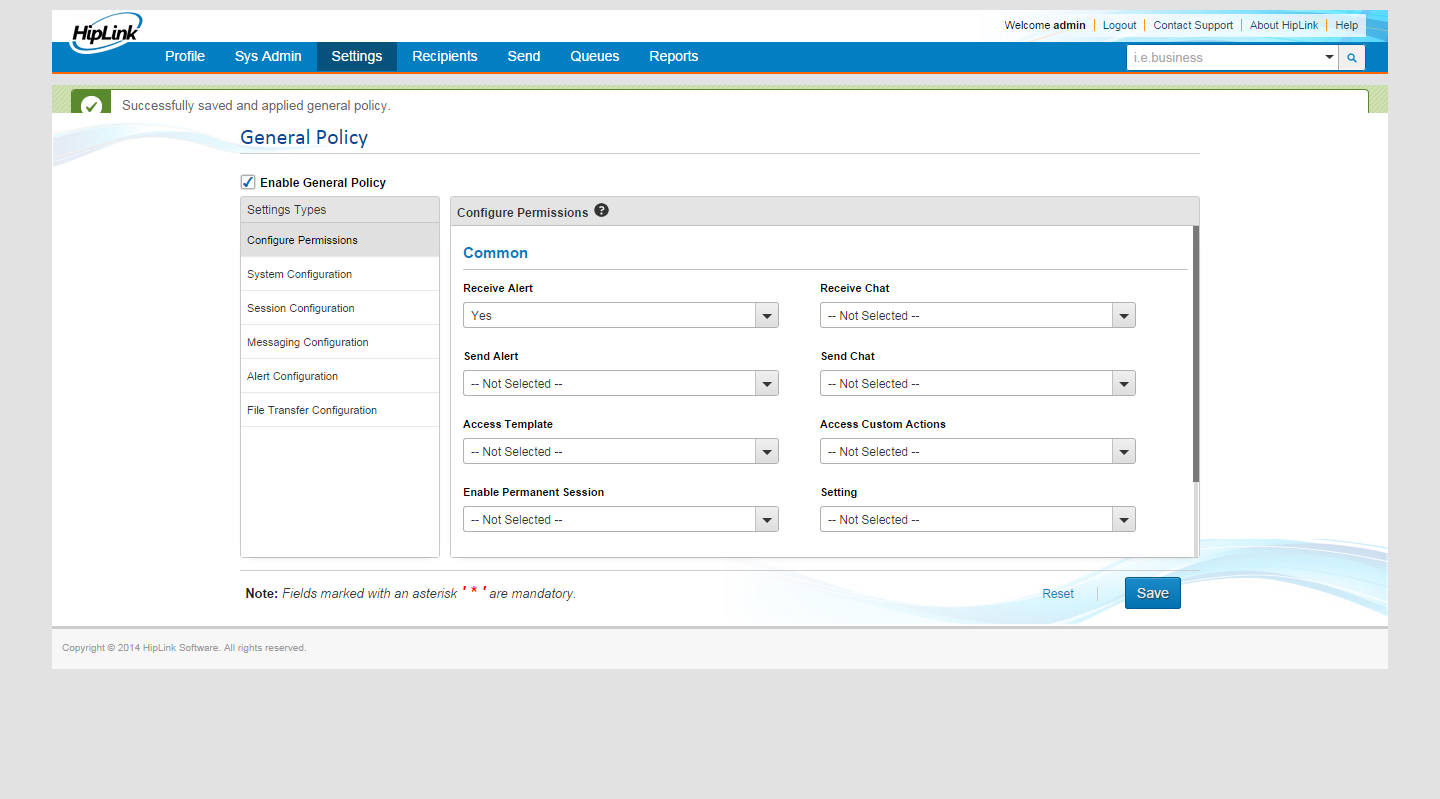 HipLink
Welcome admin Logout Contact Support About HipLink Help
Profile Sys Admin Settings Recipients Send Queues Reports i.e.business
Successfully saved and applied general policy.
General Policy
Enable General Policy
Settings Types
Configure Permissions
System Configuration
Session Configuration
Messaging Configuration
Alert Configuration
File Transfer Configuration
Configure Permissions ?
Common
Receive Alert Receive Chat
Yes -- Not Selected --
Send Alert Send Chat
-- Not Selected -- -- Not Selected --
Access Template Access Custom Actions
-- Not Selected -- -- Not Selected --
Enable Permanent Session Setting
-- Not Selected -- -- Not Selected --
Note: Fields marked with an asterisk ' * ' are mandatory. Reset Save
Copyright © 2014 HipLink Software. All rights reserved.